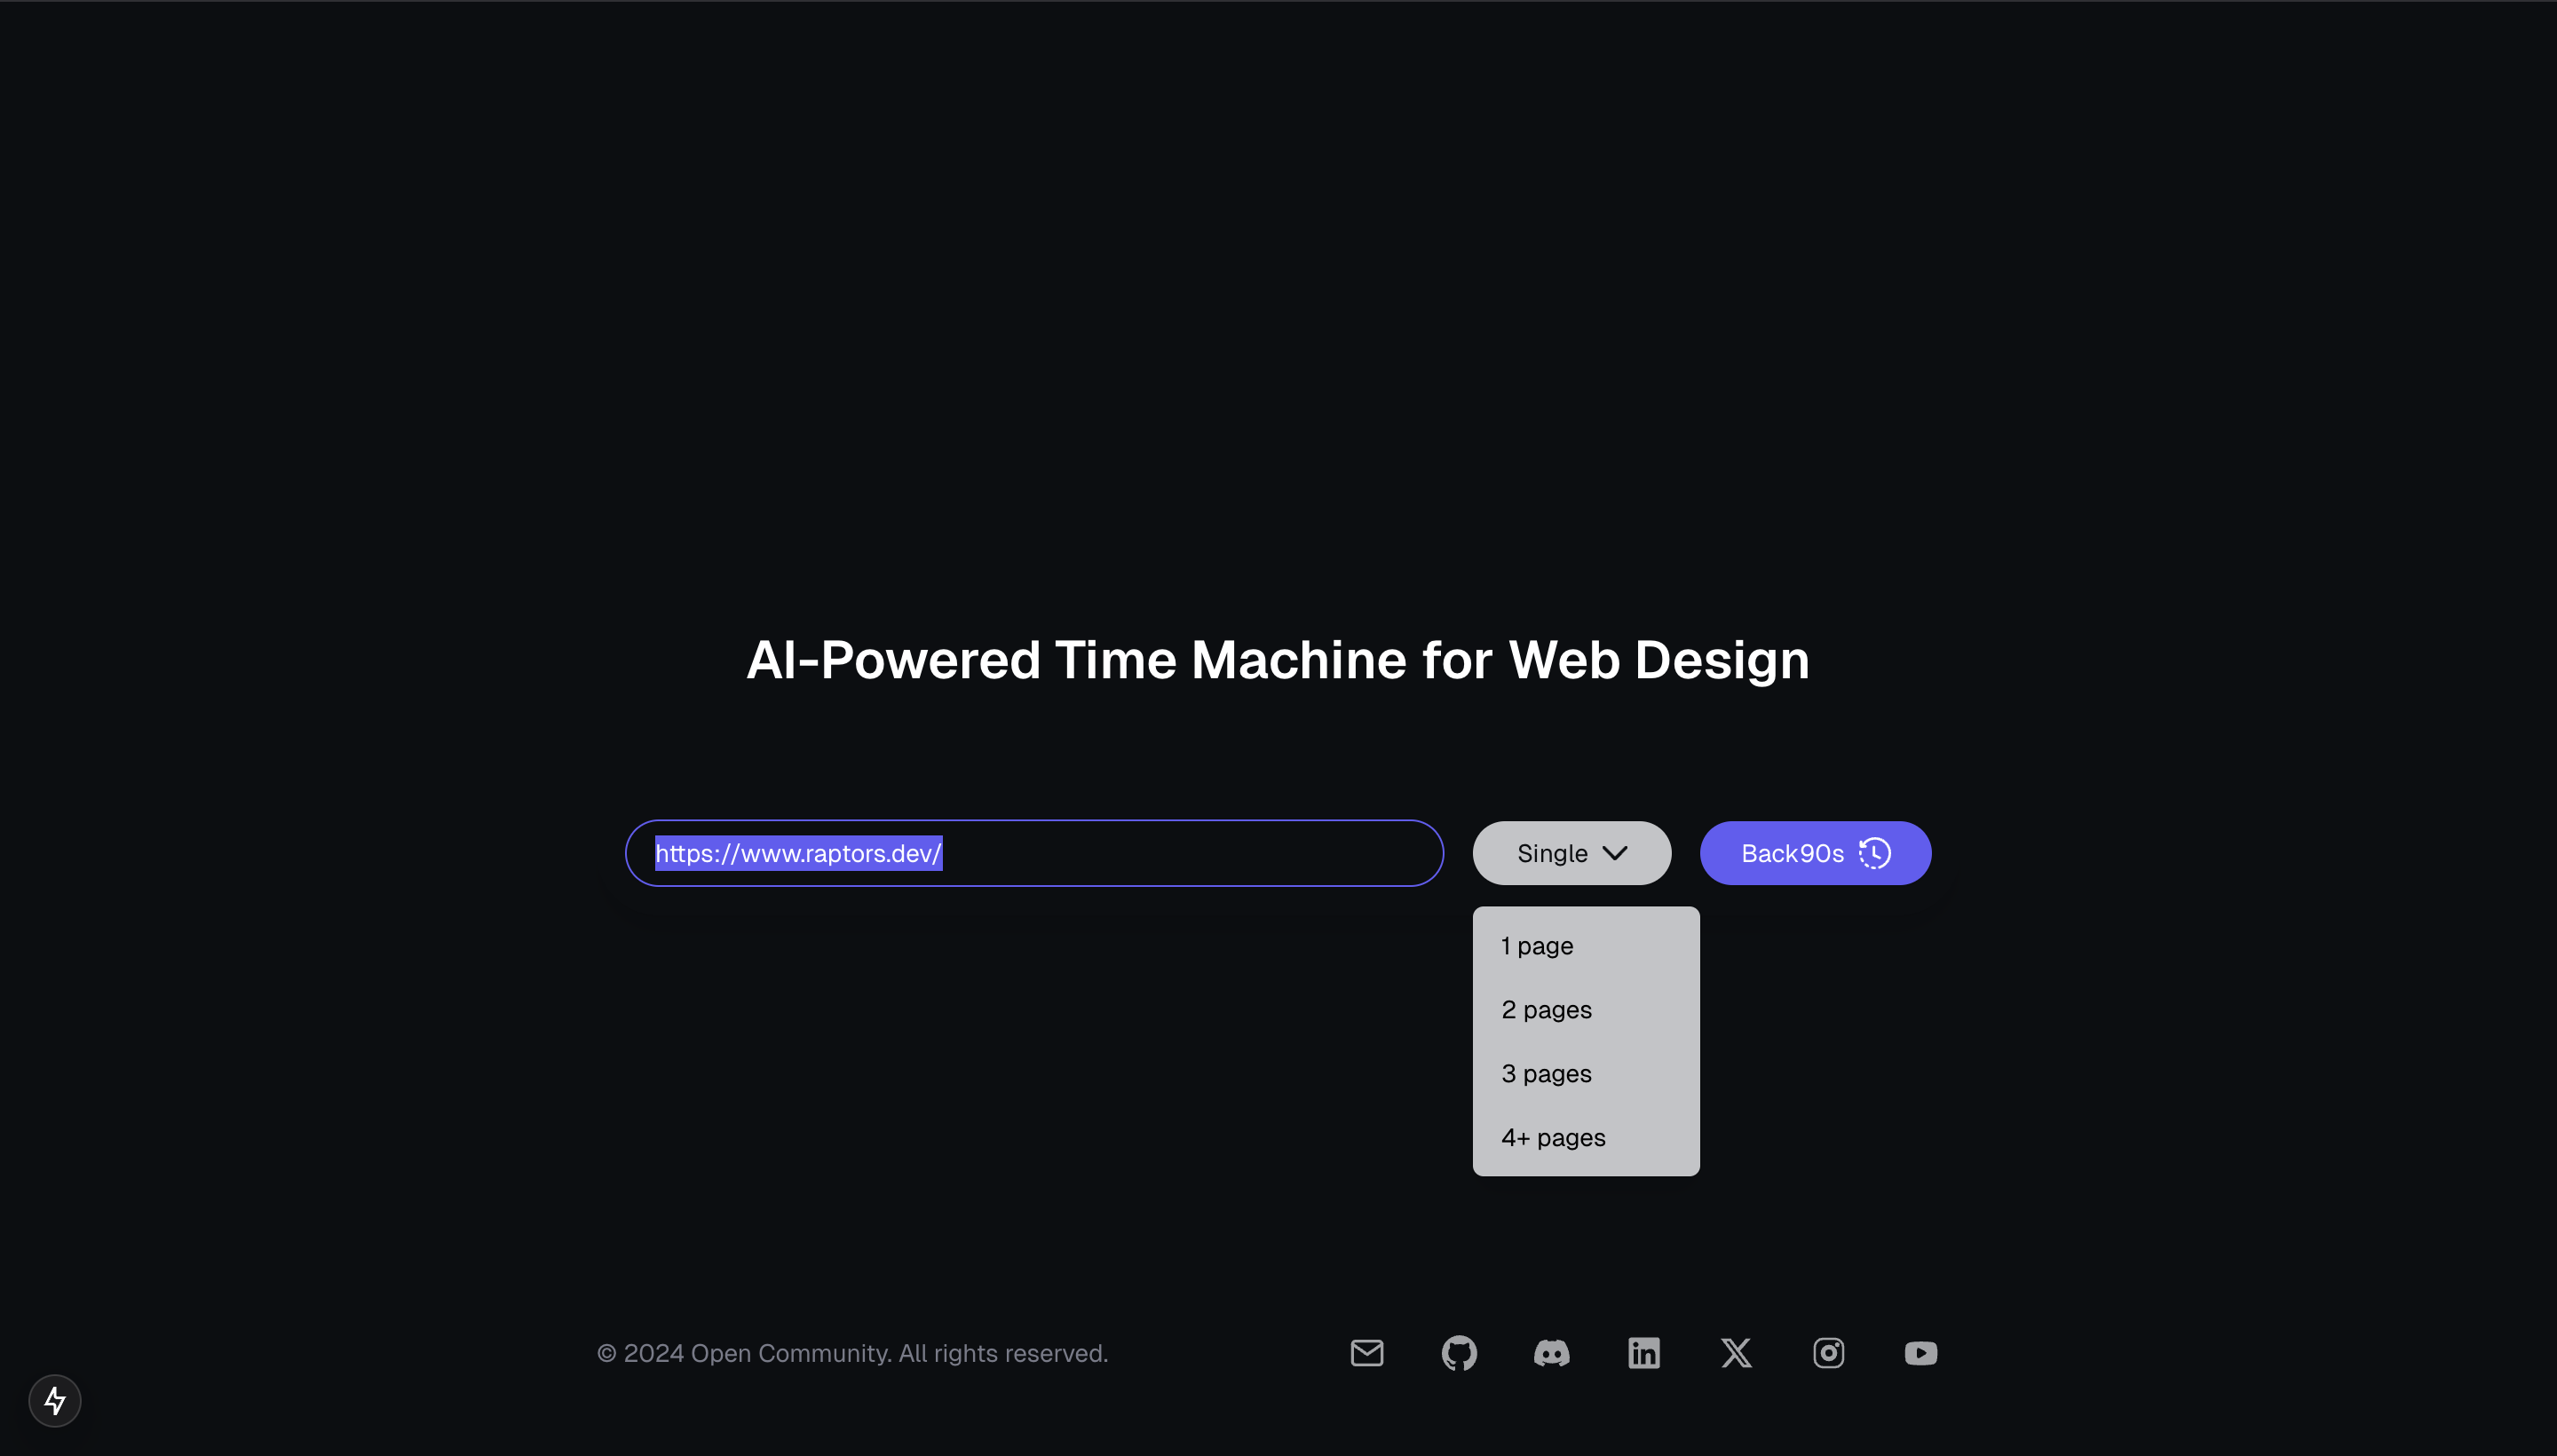 AI-Powered Time Machine for Web Design
https://www.raptors.dev/
Single
Back90s
1 page
2 pages
3 pages
4+ pages
© 2024 Open Community. All rights reserved.